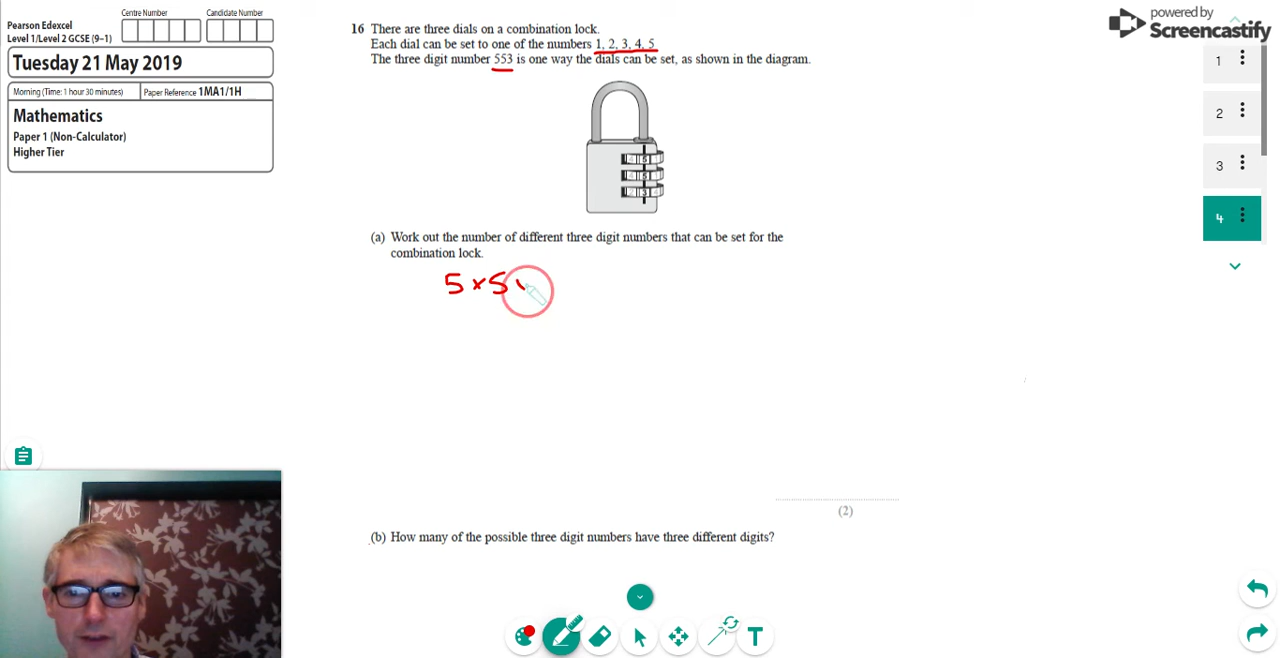 Pearson Edexcel
Level 1/Level 2 GCSE (9–1)
Centre Number
Candidate Number
Tuesday 21 May 2019
Morning (Time: 1 hour 30 minutes)
Paper Reference 1MA1/1H
Mathematics
Paper 1 (Non-Calculator)
Higher Tier
16 There are three dials on a combination lock.
Each dial can be set to one of the numbers 1, 2, 3, 4, 5
The three digit number 553 is one way the dials can be set, as shown in the diagram.
5
5
3
(a) Work out the number of different three digit numbers that can be set for the
combination lock.
5 × 5
(2)
(b) How many of the possible three digit numbers have three different digits?
powered by
Screencastify
1
2
3
4
T